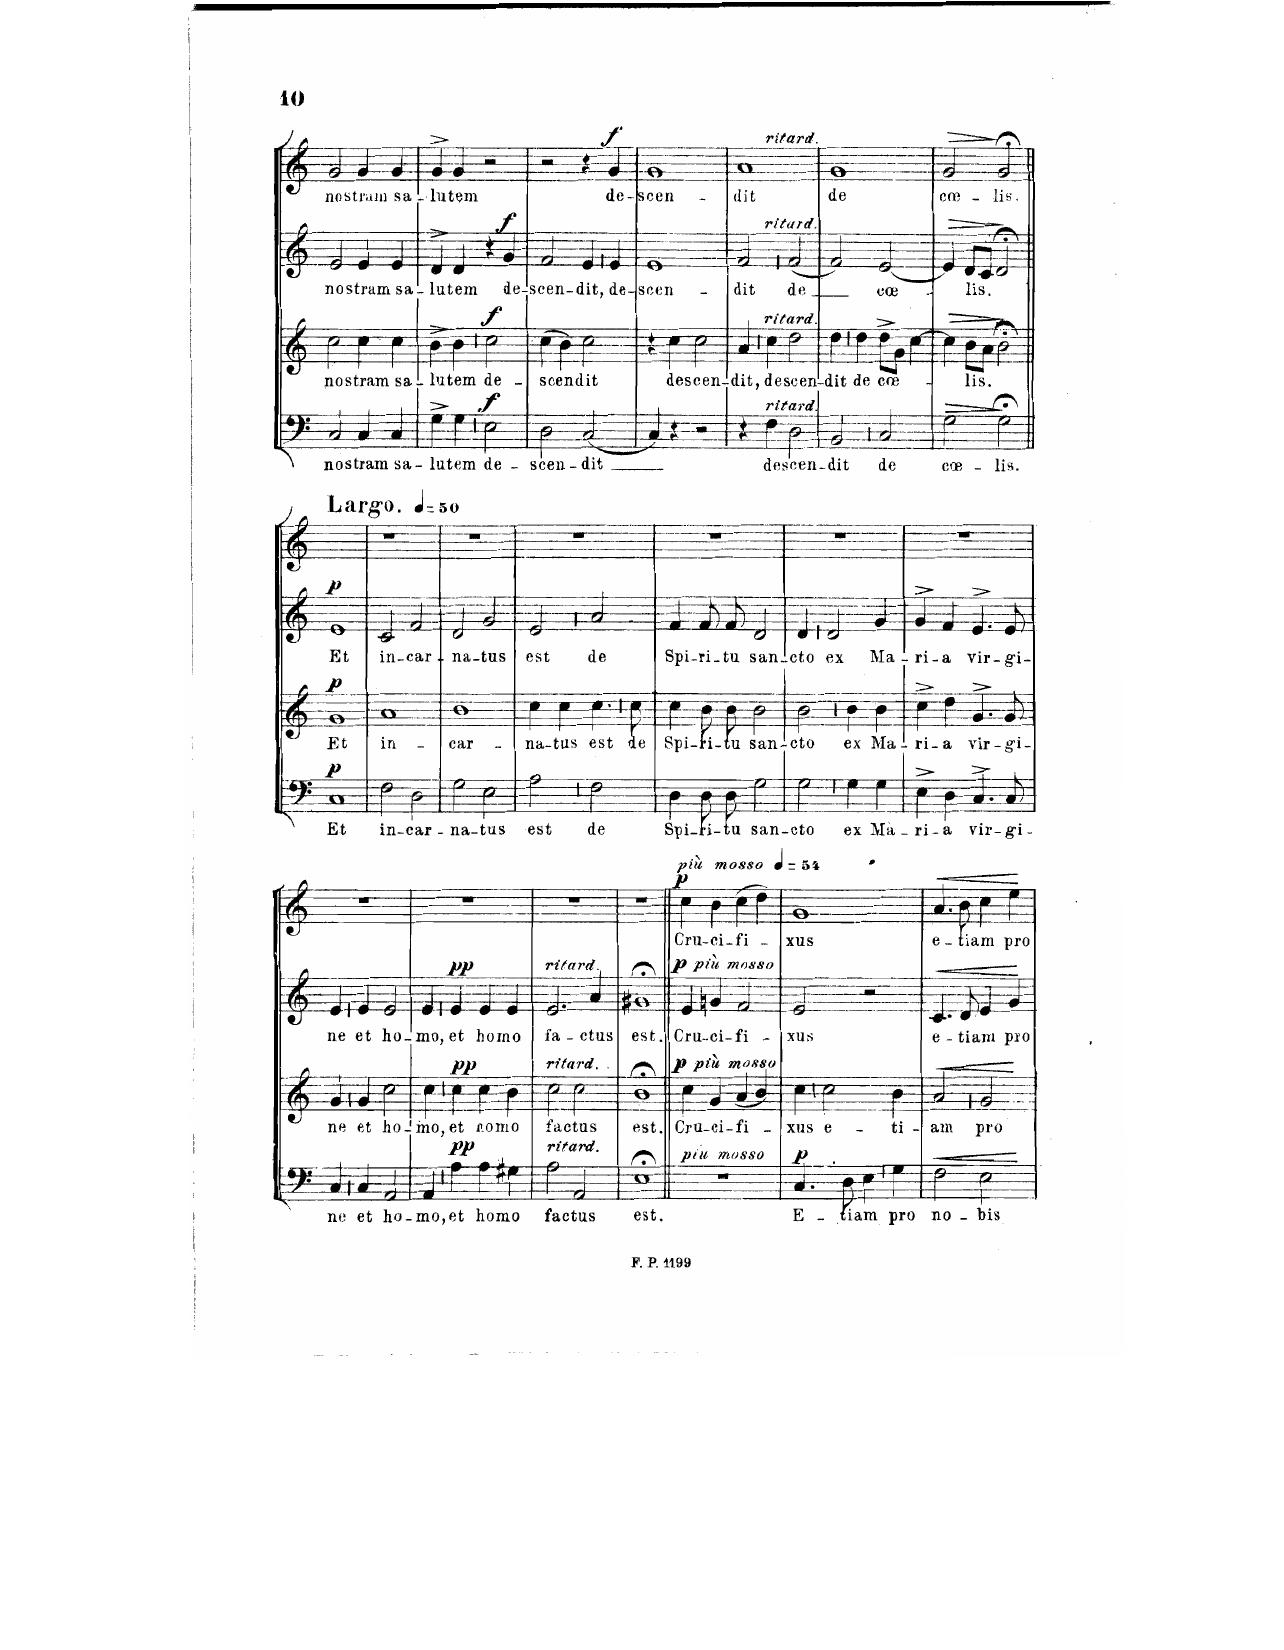 10
f ritard.
nostram sa-lutem de-scen-dit de cœ-lis.
f ritard.
nostram sa-lutem de-scen-dit, de-scen-dit de cœ-lis.
f ritard.
nostram sa-lutem de-scendit descen-dit, descen-dit de cœ-lis.
f ritard.
nostram sa-lutem de-scen-dit descen-dit de cœ-lis.
Largo. ♩=50
p
Et in-car-na-tus est de Spi-ri-tu san-cto ex Ma-ri-a vir-gi-
p
Et in-car-na-tus est de Spi-ri-tu san-cto ex Ma-ri-a vir-gi-
p
Et in-car-na-tus est de Spi-ri-tu san-cto ex Ma-ri-a vir-gi-
più mosso ♩=54
p
Cru-ci-fi-xus e-tiam pro
pp ritard. p più mosso
ne et ho-mo, et homo fa-ctus est. Cru-ci-fi-xus e-tiam pro
pp ritard. p più mosso
ne et ho-mo, et homo factus est. Cru-ci-fi-xus e-ti-am pro
pp ritard. più mosso p
ne et ho-mo, et homo factus est. E-tiam pro no-bis
F. P. 1199